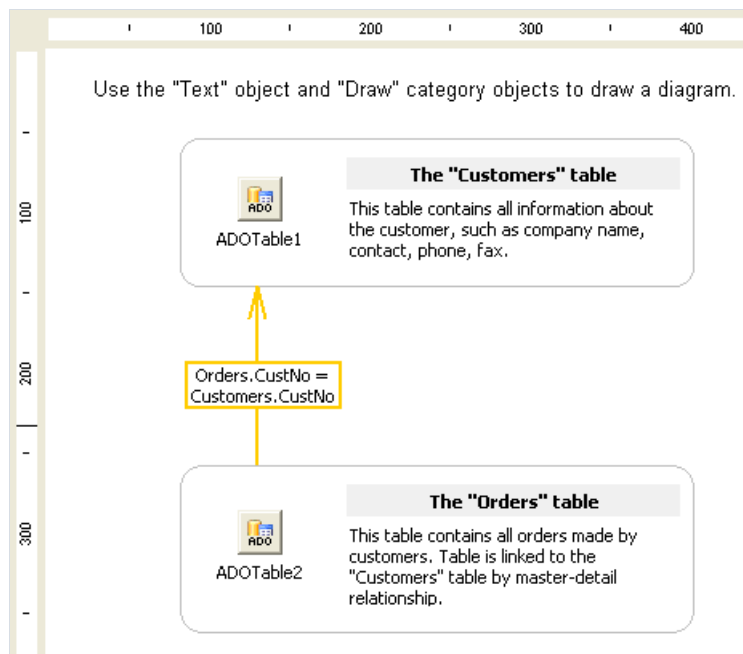 100 200 300 400
Use the "Text" object and "Draw" category objects to draw a diagram.
The "Customers" table
ADO
This table contains all information about
the customer, such as company name,
contact, phone, fax.
ADOTable1
100
200
Orders.CustNo =
Customers.CustNo
The "Orders" table
300
ADO
This table contains all orders made by
customers. Table is linked to the
"Customers" table by master-detail
relationship.
ADOTable2